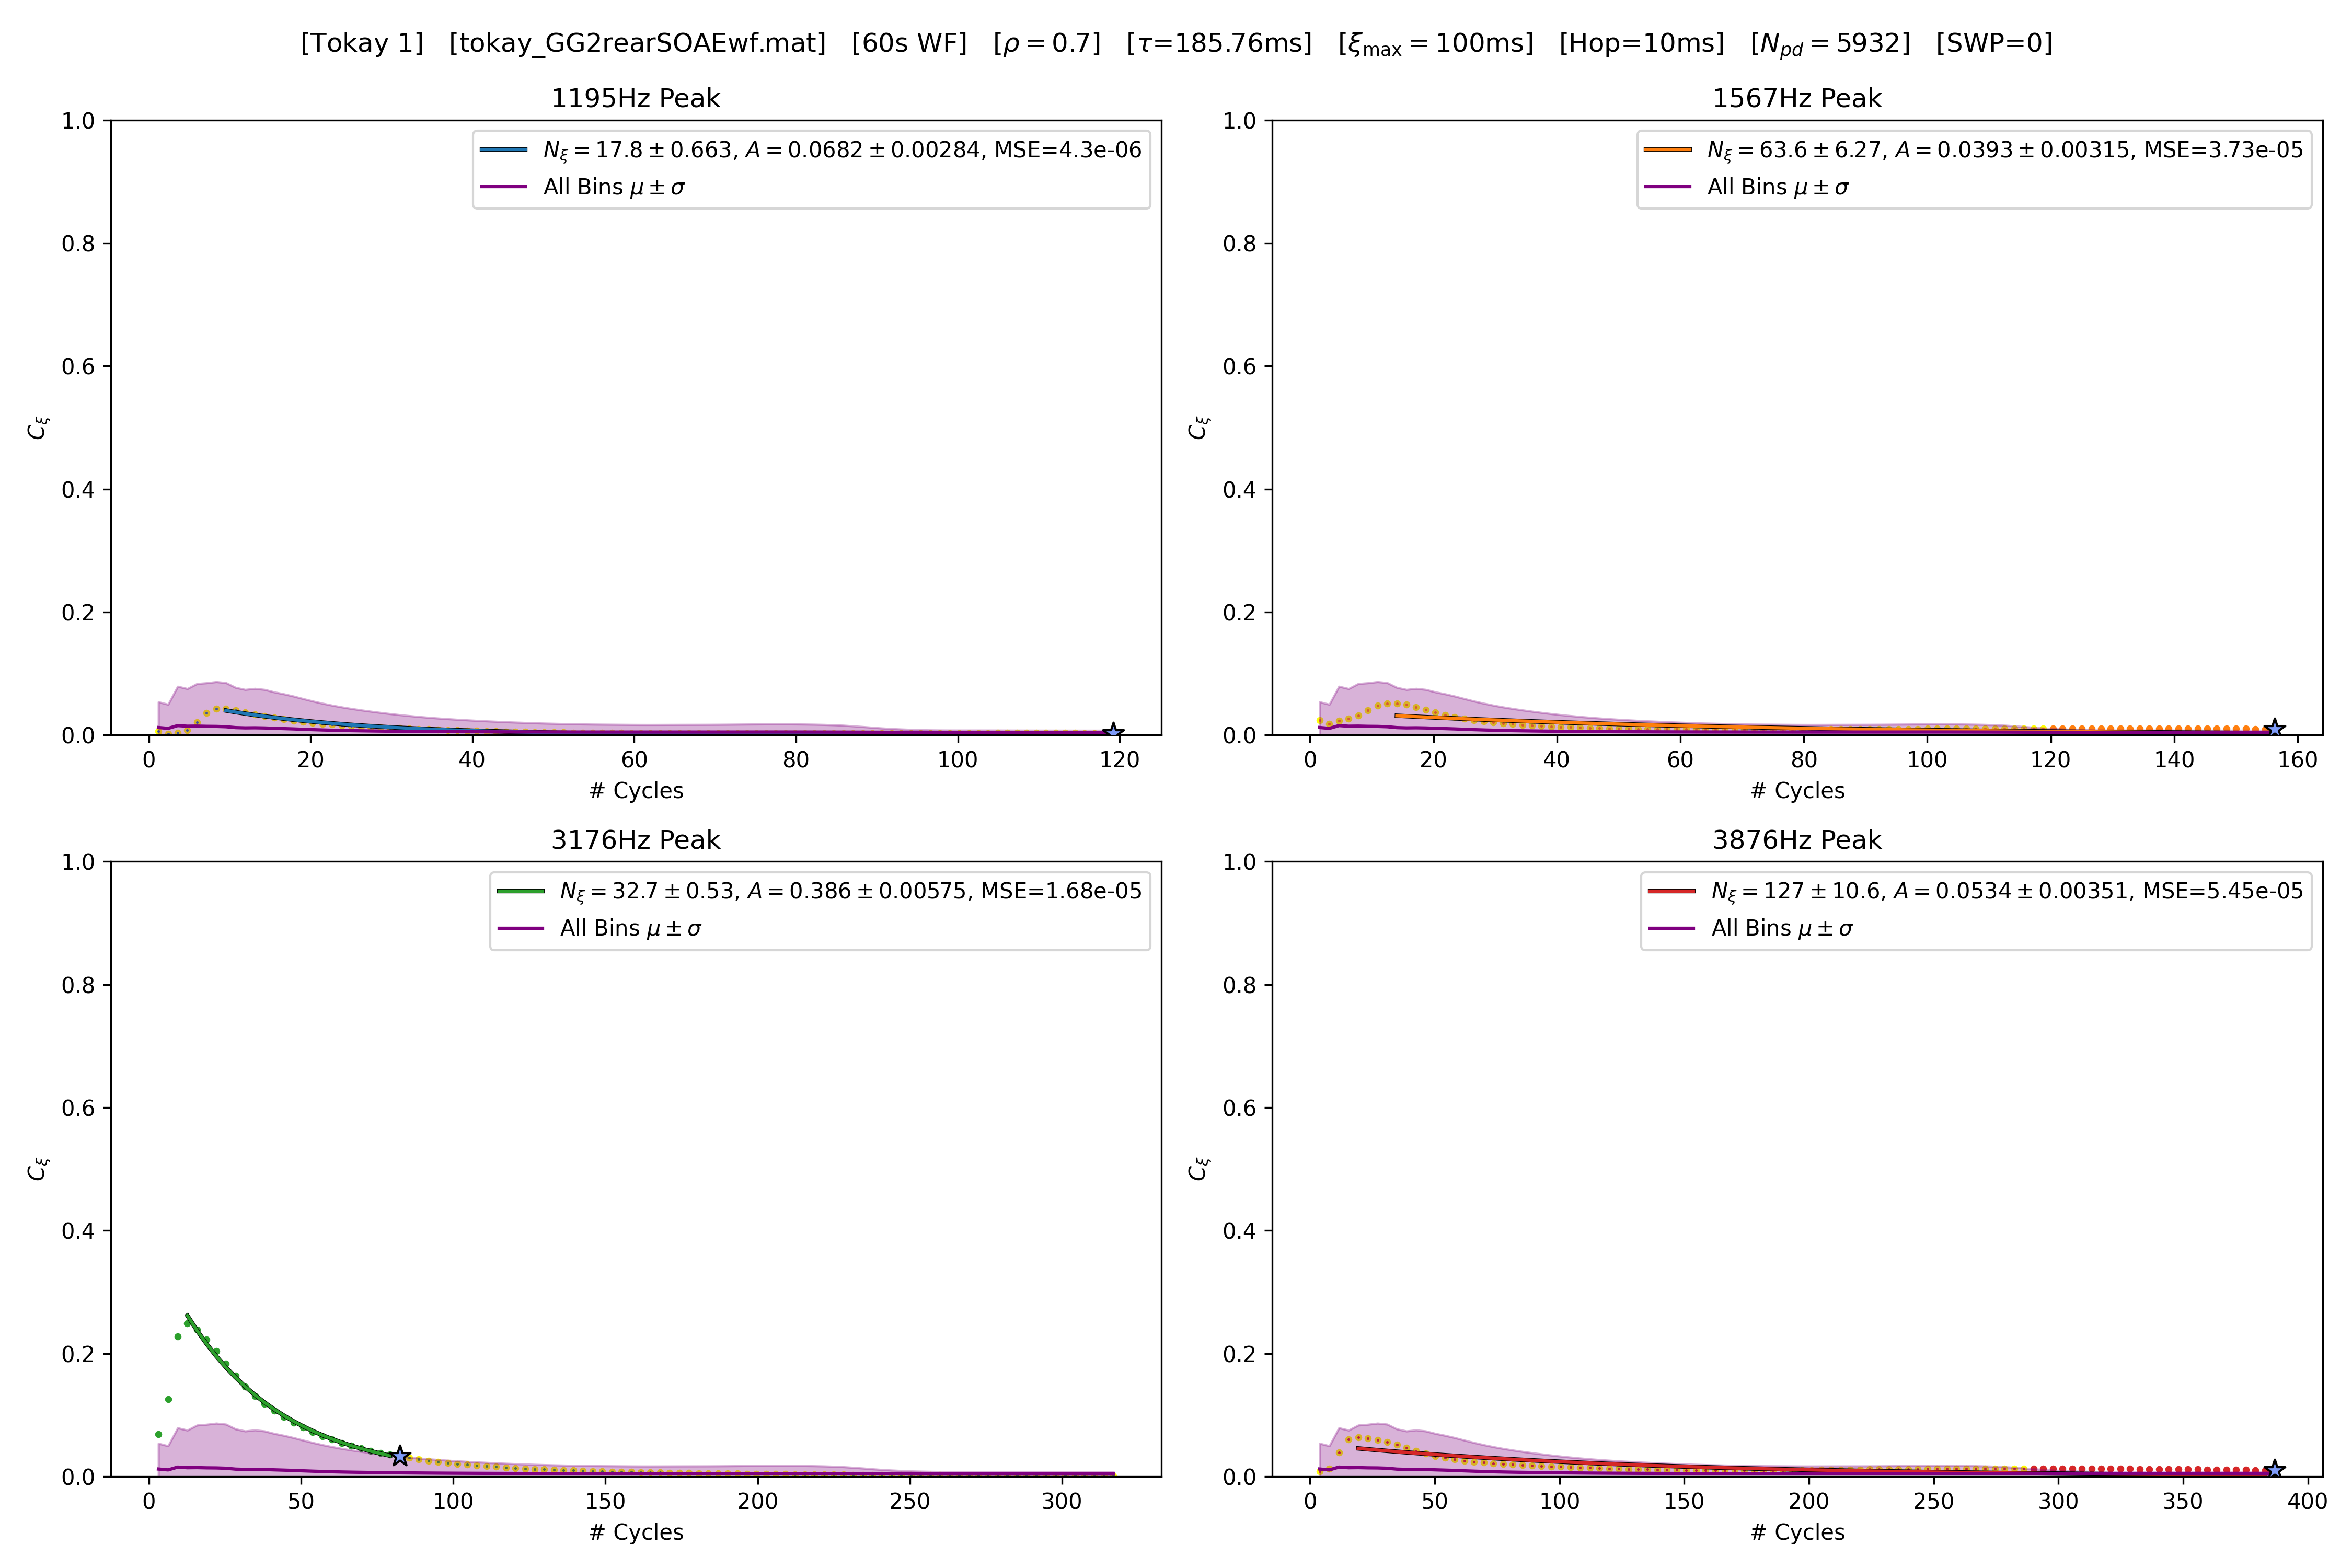 [Tokay 1] [tokay_GG2rearSOAEwf.mat] [60s WF] [ρ = 0.7] [τ=185.76ms] [ξmax = 100ms] [Hop=10ms] [Npd = 5932] [SWP=0]
1195Hz Peak
Nξ = 17.8 ± 0.663, A = 0.0682 ± 0.00284, MSE=4.3e-06
All Bins μ ± σ
1.0
0.8
0.6
0.4
0.2
0.0
Cξ
0 20 40 60 80 100 120
# Cycles
1567Hz Peak
Nξ = 63.6 ± 6.27, A = 0.0393 ± 0.00315, MSE=3.73e-05
All Bins μ ± σ
1.0
0.8
0.6
0.4
0.2
0.0
Cξ
0 20 40 60 80 100 120 140 160
# Cycles
3176Hz Peak
Nξ = 32.7 ± 0.53, A = 0.386 ± 0.00575, MSE=1.68e-05
All Bins μ ± σ
1.0
0.8
0.6
0.4
0.2
0.0
Cξ
0 50 100 150 200 250 300
# Cycles
3876Hz Peak
Nξ = 127 ± 10.6, A = 0.0534 ± 0.00351, MSE=5.45e-05
All Bins μ ± σ
1.0
0.8
0.6
0.4
0.2
0.0
Cξ
0 50 100 150 200 250 300 350 400
# Cycles